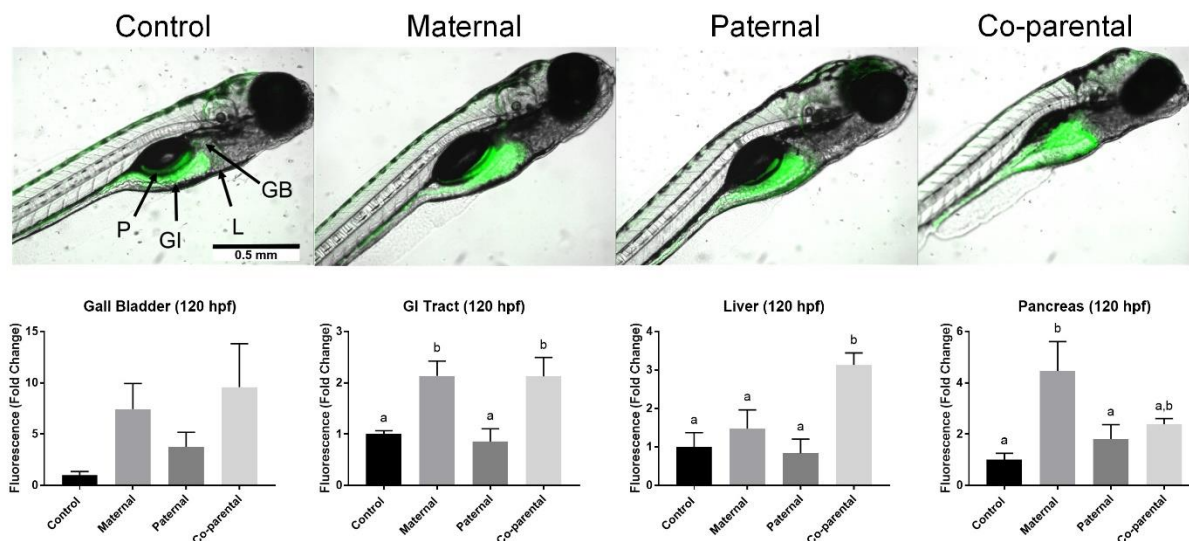 Control
Maternal
Paternal
Co-parental
GB
P
GI
L
0.5 mm
Gall Bladder (120 hpf)
Fluorescence (Fold Change)
15
10
5
0
Control
Maternal
Paternal
Co-parental
GI Tract (120 hpf)
Fluorescence (Fold Change)
3
2
1
0
a
b
a
b
Control
Maternal
Paternal
Co-parental
Liver (120 hpf)
Fluorescence (Fold Change)
4
3
2
1
0
a
a
a
b
Control
Maternal
Paternal
Co-parental
Pancreas (120 hpf)
Fluorescence (Fold Change)
6
4
2
0
a
b
a
a,b
Control
Maternal
Paternal
Co-parental